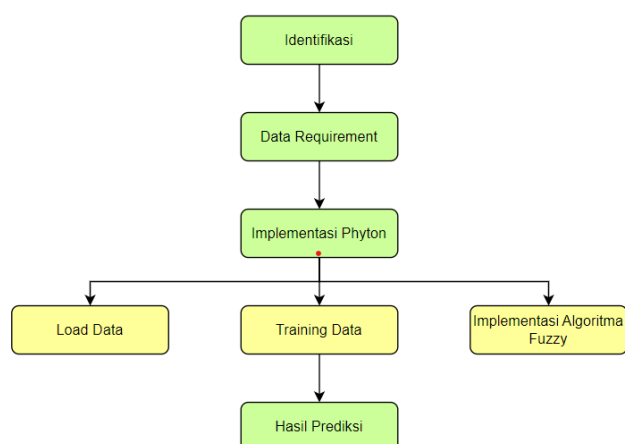 Identifikasi
Data Requirement
Implementasi Phyton
Load Data
Training Data
Implementasi Algoritma
Fuzzy
Hasil Prediksi